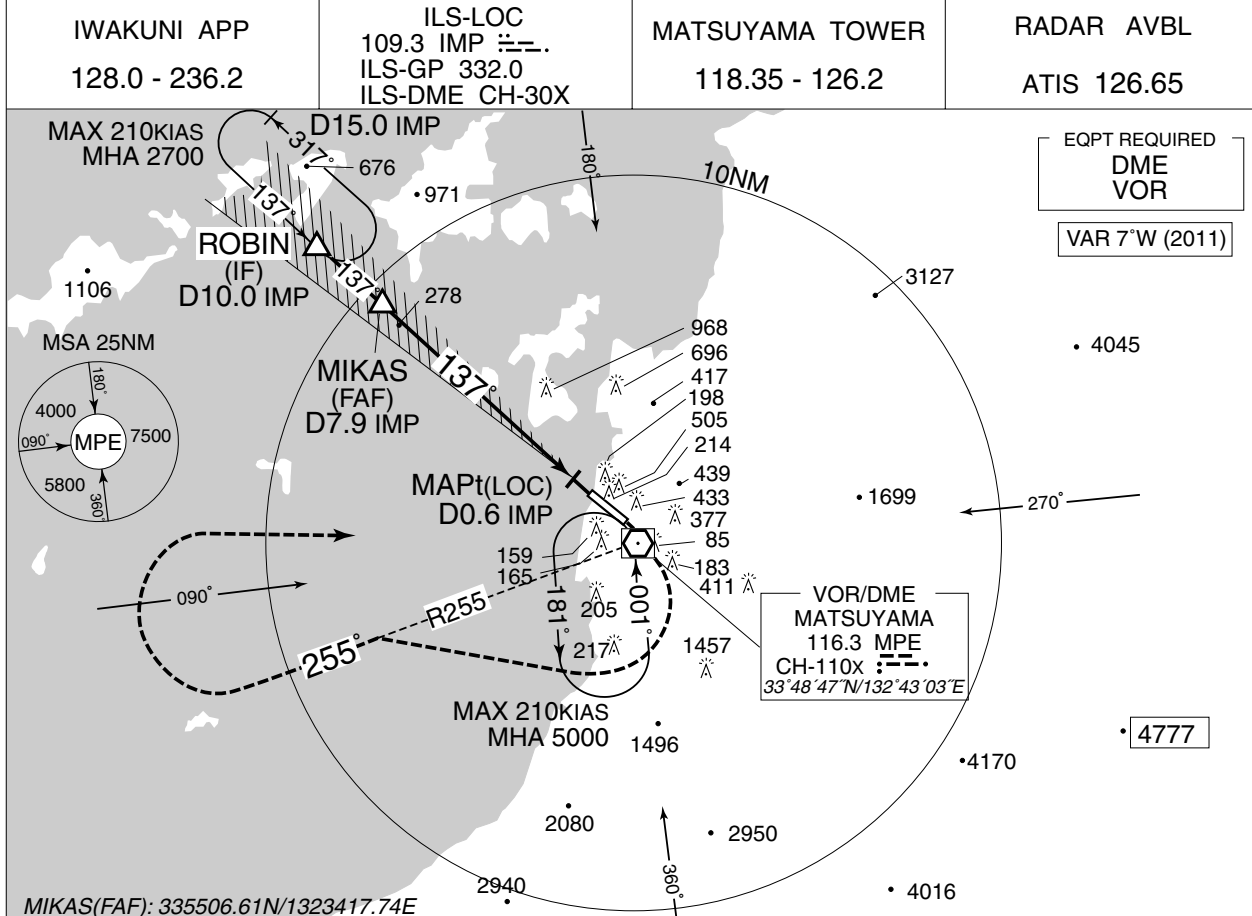 IWAKUNI APP
128.0 - 236.2
ILS-LOC
109.3 IMP
ILS-GP 332.0
ILS-DME CH-30X
MATSUYAMA TOWER
118.35 - 126.2
RADAR AVBL
ATIS 126.65
MAX 210KIAS
MHA 2700
D15.0 IMP
317°
676
137°
971
180°
10NM
EQPT REQUIRED
DME
VOR
VAR 7°W (2011)
ROBIN
(IF)
D10.0 IMP
137°
1106
278
3127
4045
MSA 25NM
180°
4000
7500
090°
MPE
5800
360°
MIKAS
(FAF)
D7.9 IMP
137°
968
696
417
198
505
214
439
433
377
85
183
411
MAPt(LOC)
D0.6 IMP
159
165
1699
270°
090°
R255
255°
181°
205
001°
217
1457
VOR/DME
MATSUYAMA
116.3 MPE
CH-110x
33°48´47˝N/132°43´03˝E
MAX 210KIAS
MHA 5000
1496
4777
4170
2080
2950
360°
2940
4016
MIKAS(FAF): 335506.61N/1323417.74E